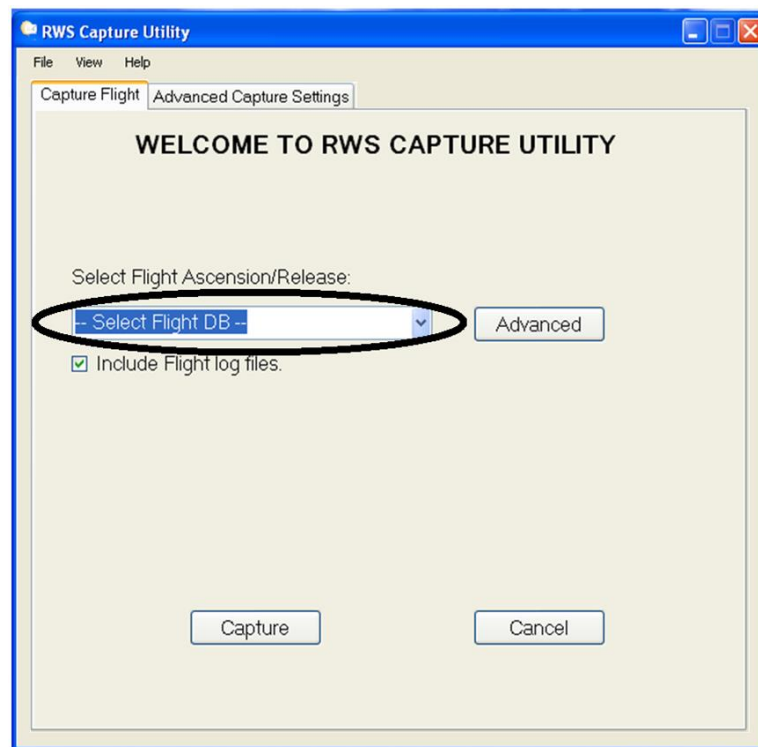 RWS Capture Utility
File View Help
Capture Flight Advanced Capture Settings
WELCOME TO RWS CAPTURE UTILITY
Select Flight Ascension/Release:
-- Select Flight DB -- Advanced
Include Flight log files.
Capture Cancel